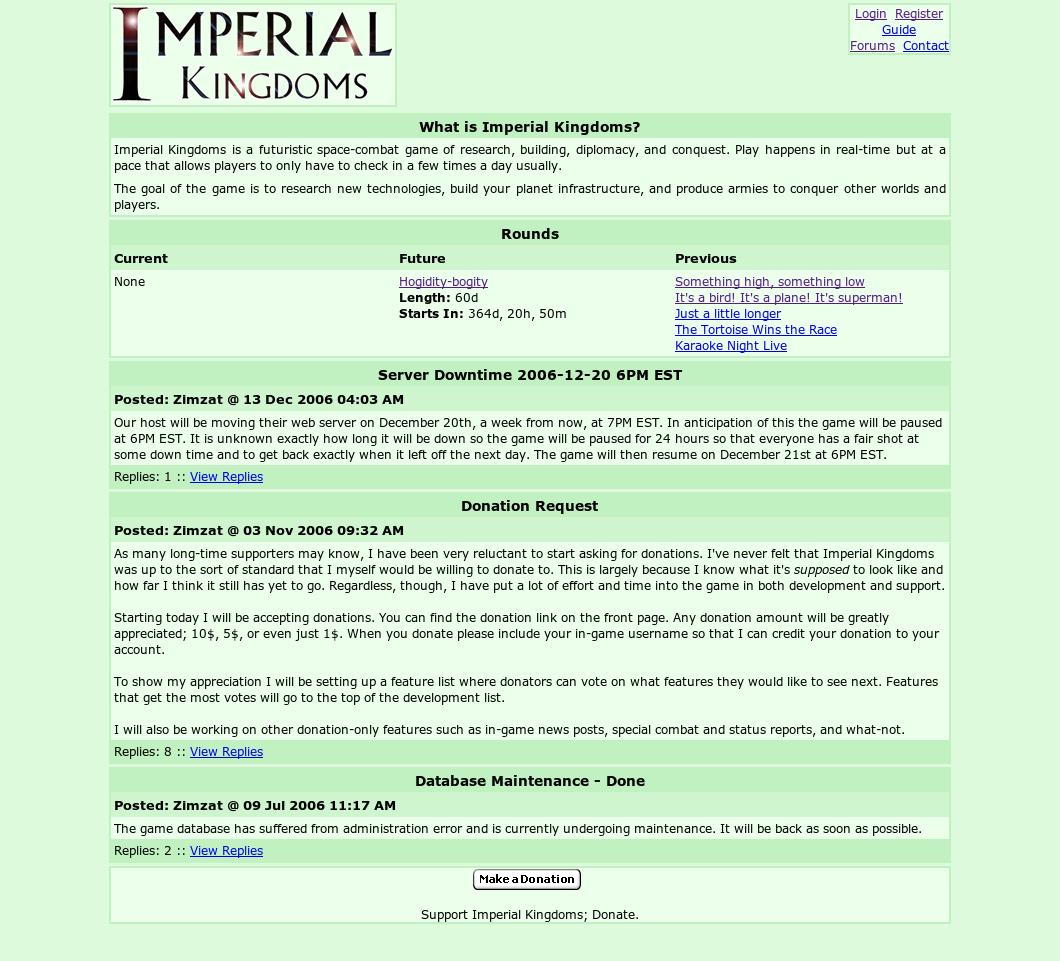 IMPERIAL
KINGDOMS
Login Register
Guide
Forums Contact
What is Imperial Kingdoms?
Imperial Kingdoms is a futuristic space-combat game of research, building, diplomacy, and conquest. Play happens in real-time but at a
pace that allows players to only have to check in a few times a day usually.
The goal of the game is to research new technologies, build your planet infrastructure, and produce armies to conquer other worlds and
players.
Rounds
Current Future Previous
None Hogidity-bogity Something high, something low
Length: 60d It's a bird! It's a plane! It's superman!
Starts In: 364d, 20h, 50m Just a little longer
The Tortoise Wins the Race
Karaoke Night Live
Server Downtime 2006-12-20 6PM EST
Posted: Zimzat @ 13 Dec 2006 04:03 AM
Our host will be moving their web server on December 20th, a week from now, at 7PM EST. In anticipation of this the game will be paused
at 6PM EST. It is unknown exactly how long it will be down so the game will be paused for 24 hours so that everyone has a fair shot at
some down time and to get back exactly when it left off the next day. The game will then resume on December 21st at 6PM EST.
Replies: 1 :: View Replies
Donation Request
Posted: Zimzat @ 03 Nov 2006 09:32 AM
As many long-time supporters may know, I have been very reluctant to start asking for donations. I've never felt that Imperial Kingdoms
was up to the sort of standard that I myself would be willing to donate to. This is largely because I know what it's supposed to look like and
how far I think it still has yet to go. Regardless, though, I have put a lot of effort and time into the game in both development and support.
Starting today I will be accepting donations. You can find the donation link on the front page. Any donation amount will be greatly
appreciated; 10$, 5$, or even just 1$. When you donate please include your in-game username so that I can credit your donation to your
account.
To show my appreciation I will be setting up a feature list where donators can vote on what features they would like to see next. Features
that get the most votes will go to the top of the development list.
I will also be working on other donation-only features such as in-game news posts, special combat and status reports, and what-not.
Replies: 8 :: View Replies
Database Maintenance - Done
Posted: Zimzat @ 09 Jul 2006 11:17 AM
The game database has suffered from administration error and is currently undergoing maintenance. It will be back as soon as possible.
Replies: 2 :: View Replies
Make a Donation
Support Imperial Kingdoms; Donate.